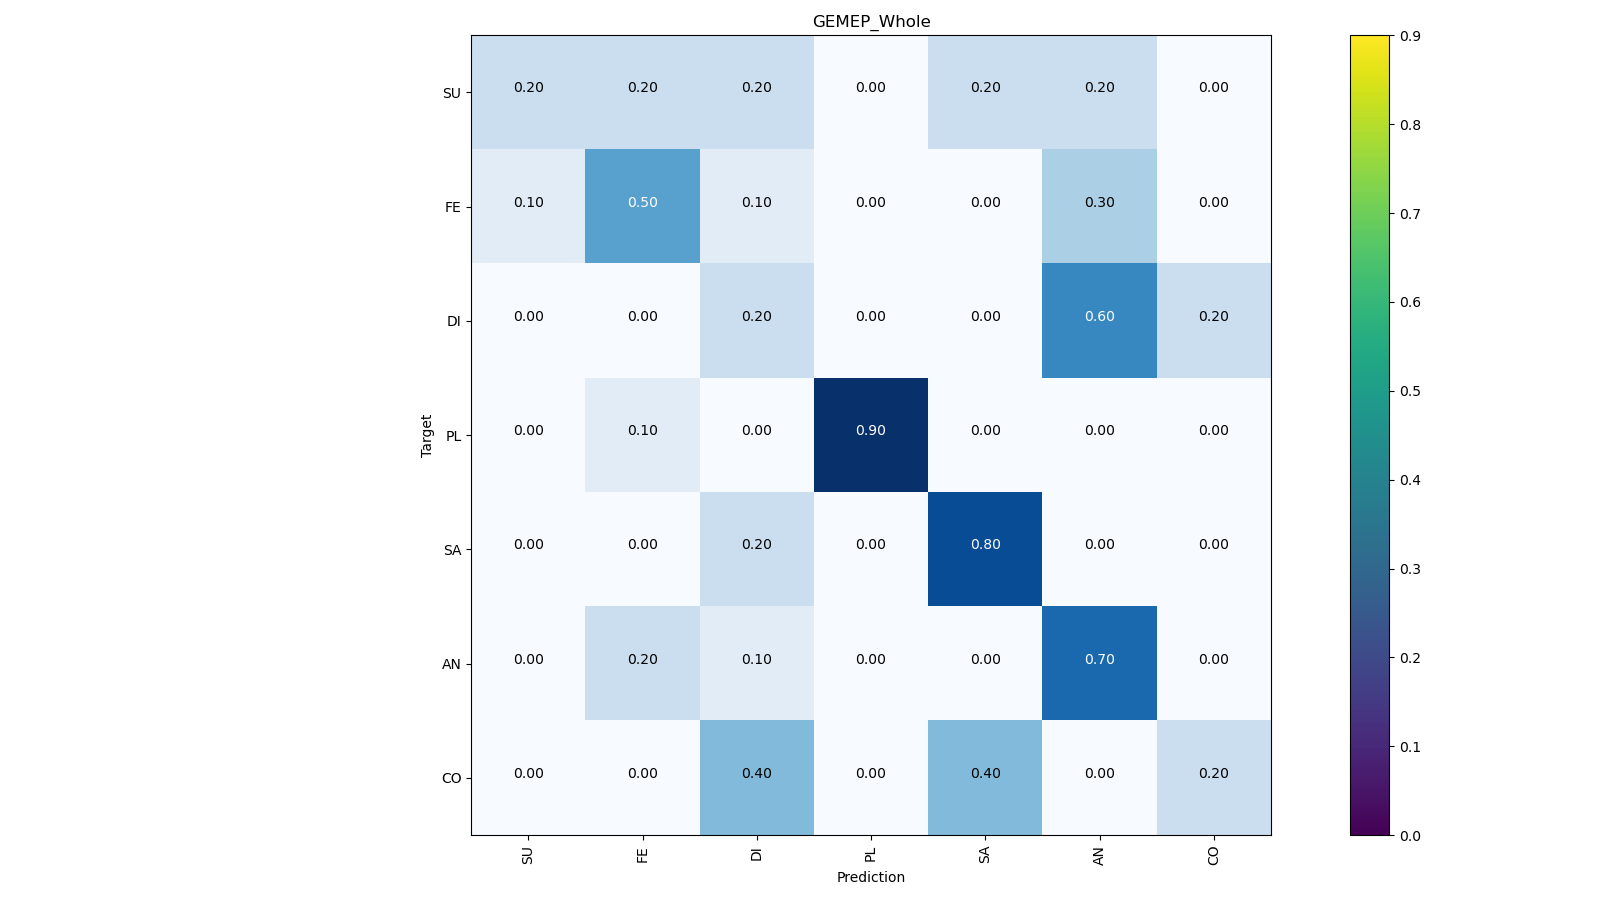 GEMEP_Whole
SU 0.20 0.20 0.20 0.00 0.20 0.20 0.00
FE 0.10 0.50 0.10 0.00 0.00 0.30 0.00
DI 0.00 0.00 0.20 0.00 0.00 0.60 0.20
PL 0.00 0.10 0.00 0.90 0.00 0.00 0.00
SA 0.00 0.00 0.20 0.00 0.80 0.00 0.00
AN 0.00 0.20 0.10 0.00 0.00 0.70 0.00
CO 0.00 0.00 0.40 0.00 0.40 0.00 0.20
SU FE DI PL SA AN CO
Prediction
Target
0.9
0.8
0.7
0.6
0.5
0.4
0.3
0.2
0.1
0.0